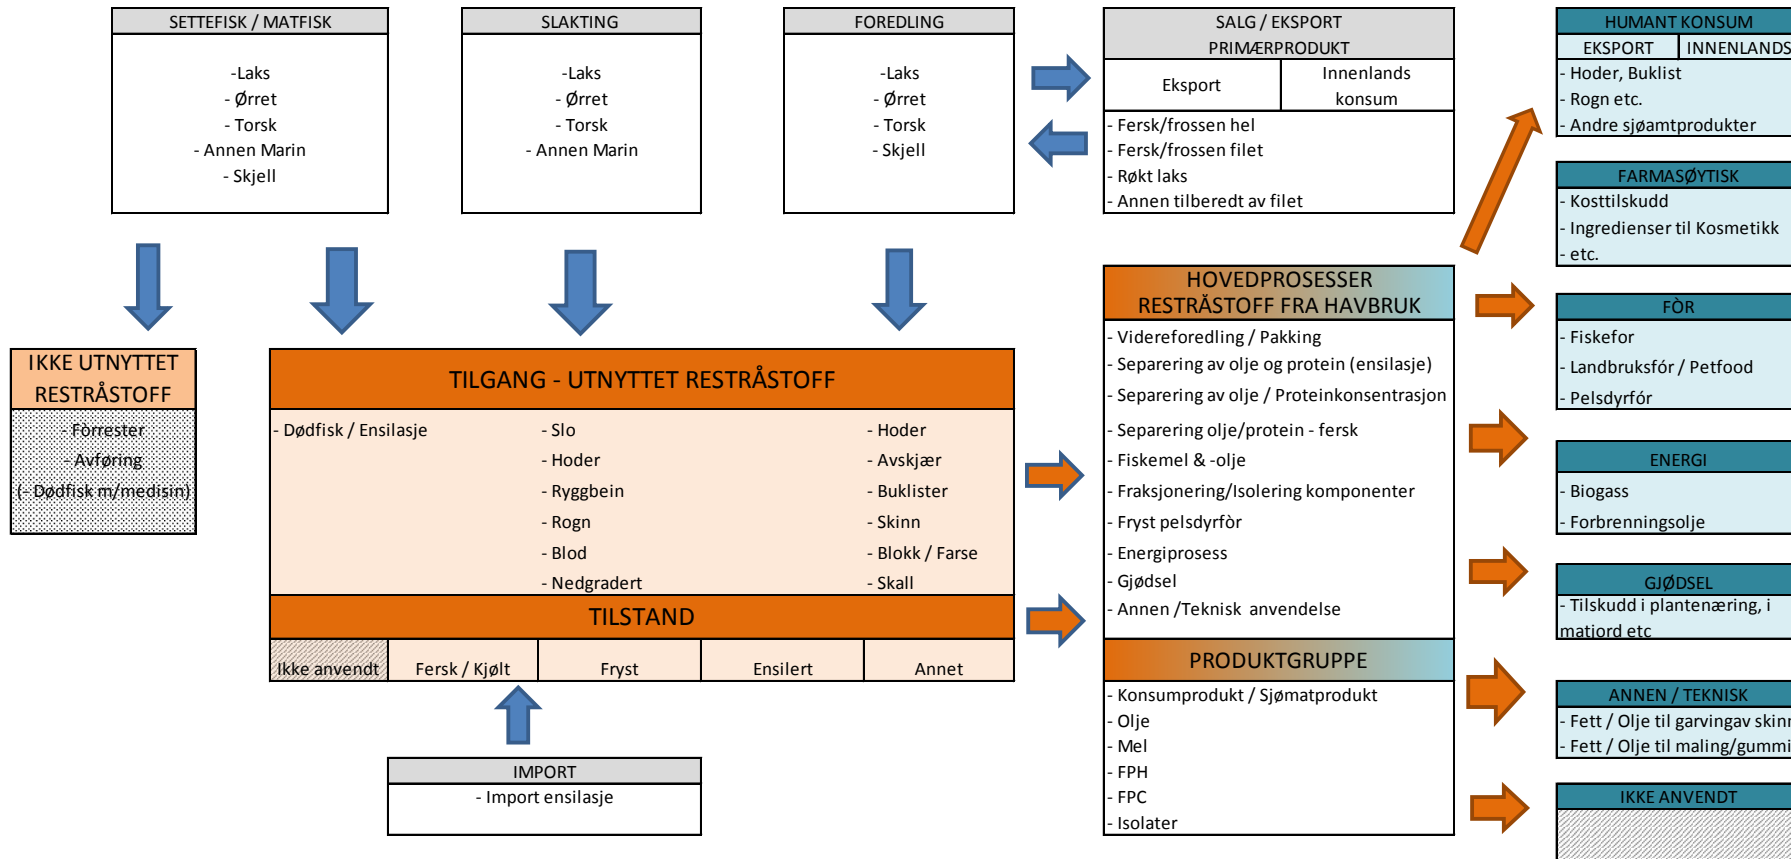 SETTEFISK / MATFISK
-Laks
- Ørret
- Torsk
- Annen Marin
- Skjell
SLAKTING
-Laks
- Ørret
- Torsk
- Annen Marin
FOREDLING
-Laks
- Ørret
- Torsk
- Skjell
SALG / EKSPORT
PRIMÆRPRODUKT
Eksport
Innenlands
konsum
- Fersk/frossen hel
- Fersk/frossen filet
- Røkt laks
- Annen tilberedt av filet
HUMANT KONSUM
EKSPORT
INNENLANDS
- Hoder, Buklist
- Rogn etc.
- Andre sjøamtprodukter
FARMASØYTISK
- Kosttilskudd
- Ingredienser til Kosmetikk
- etc.
IKKE UTNYTTET
RESTRÅSTOFF
- Fòrrester
- Avføring
(- Dødfisk m/medisin)
TILGANG - UTNYTTET RESTRÅSTOFF
- Dødfisk / Ensilasje
- Slo
- Hoder
- Ryggbein
- Rogn
- Blod
- Nedgradert
- Hoder
- Avskjær
- Buklister
- Skinn
- Blokk / Farse
- Skall
TILSTAND
Ikke anvendt
Fersk / Kjølt
Fryst
Ensilert
Annet
IMPORT
- Import ensilasje
HOVEDPROSESSER
RESTRÅSTOFF FRA HAVBRUK
- Videreforedling / Pakking
- Separering av olje og protein (ensilasje)
- Separering av olje / Proteinkonsentrasjon
- Separering olje/protein - fersk
- Fiskemel & -olje
- Fraksjonering/Isolering komponenter
- Fryst pelsdyrfòr
- Energiprosess
- Gjødsel
- Annen /Teknisk anvendelse
PRODUKTGRUPPE
- Konsumprodukt / Sjømatprodukt
- Olje
- Mel
- FPH
- FPC
- Isolater
FÒR
- Fiskefor
- Landbruksfór / Petfood
- Pelsdyrfór
ENERGI
- Biogass
- Forbrenningsolje
GJØDSEL
- Tilskudd i plantenæring, i
matjord etc
ANNEN / TEKNISK
- Fett / Olje til garvingav skinn
- Fett / Olje til maling/gummi
IKKE ANVENDT